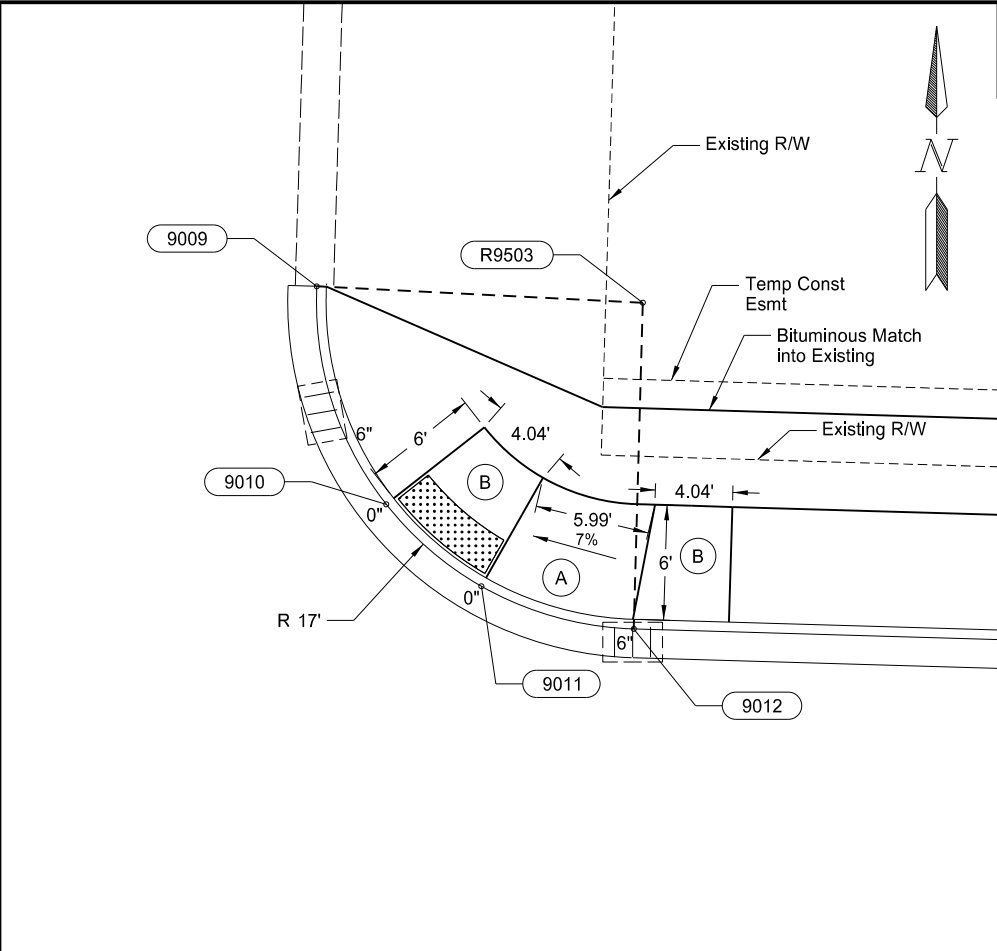 Existing R/W
N
9009
R9503
Temp Const
Esmt
Bituminous Match
into Existing
6"
6'
4.04'
Existing R/W
9010
0"
B
4.04'
5.99'
7%
A
6'
B
0"
R 17'
6"
9011
9012